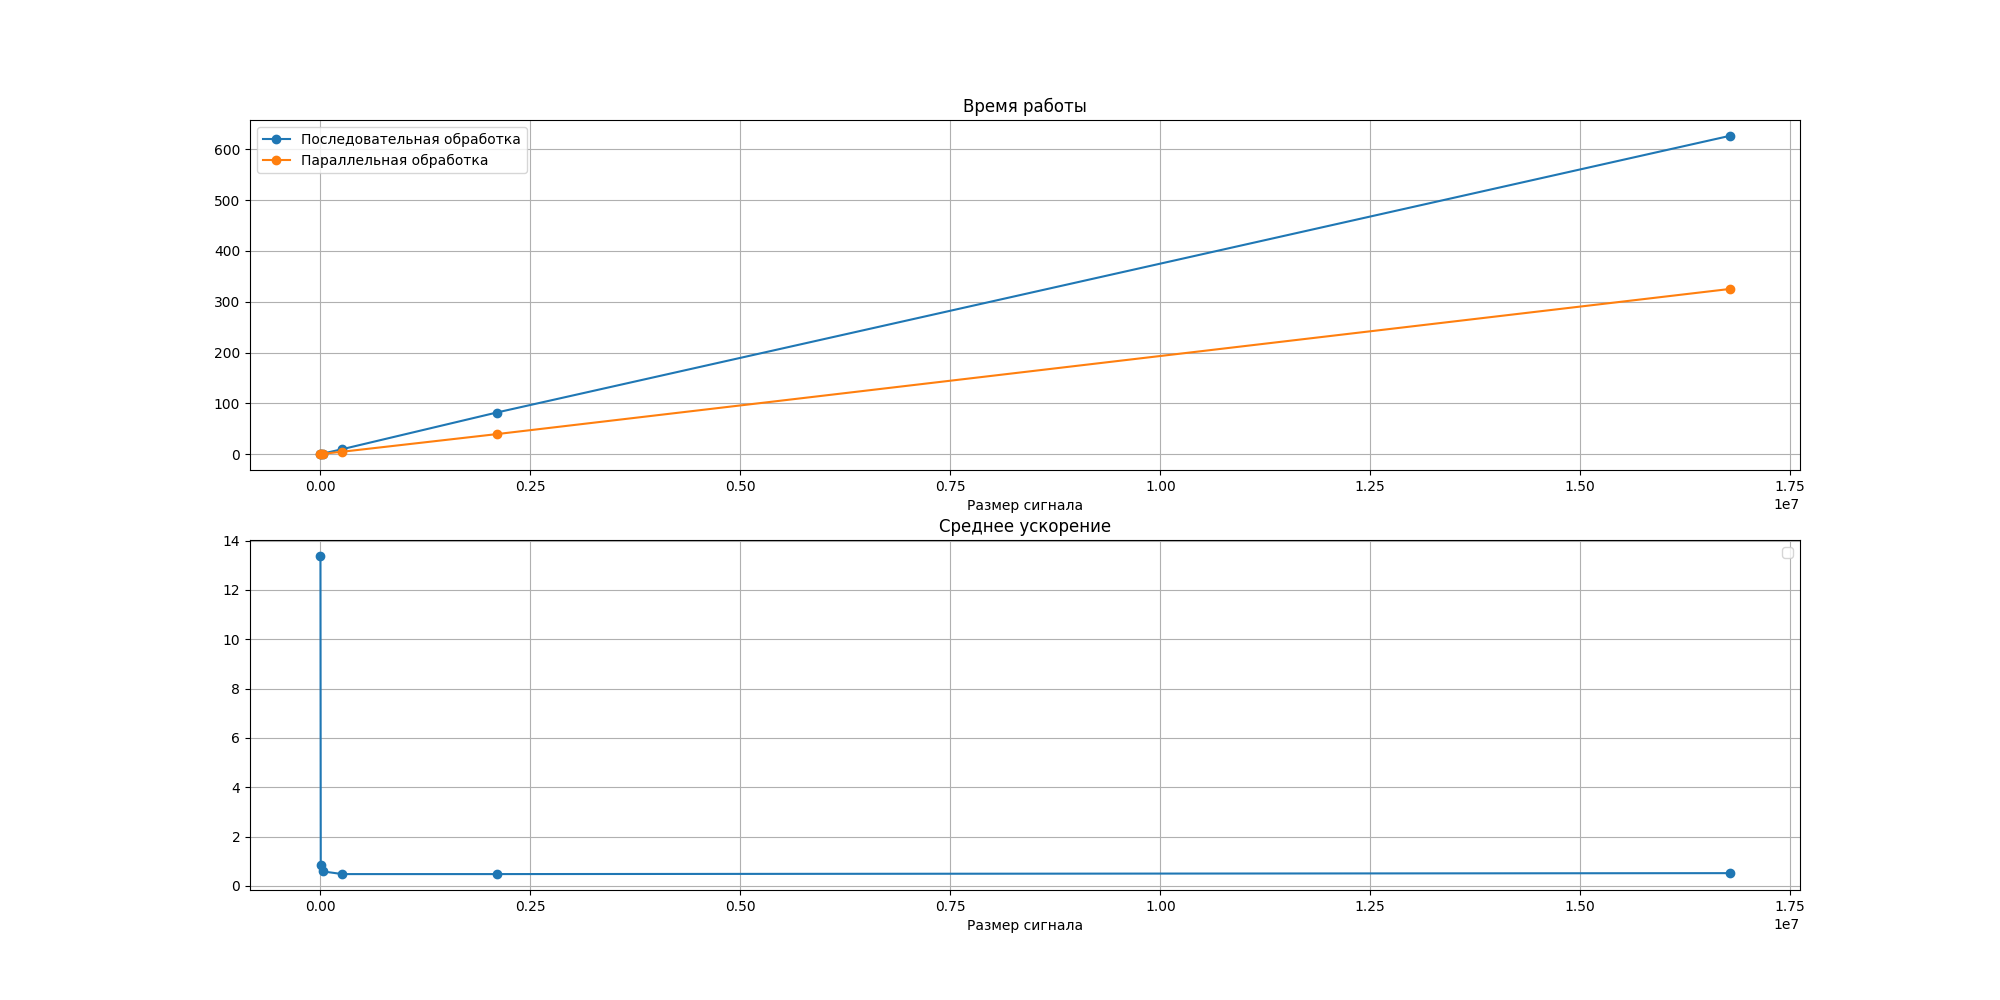 Время работы
Последовательная обработка
Параллельная обработка
600
500
400
300
200
100
0
0.00 0.25 0.50 0.75 1.00 1.25 1.50 1.75
1e7
Размер сигнала
Среднее ускорение
14
12
10
8
6
4
2
0
0.00 0.25 0.50 0.75 1.00 1.25 1.50 1.75
1e7
Размер сигнала